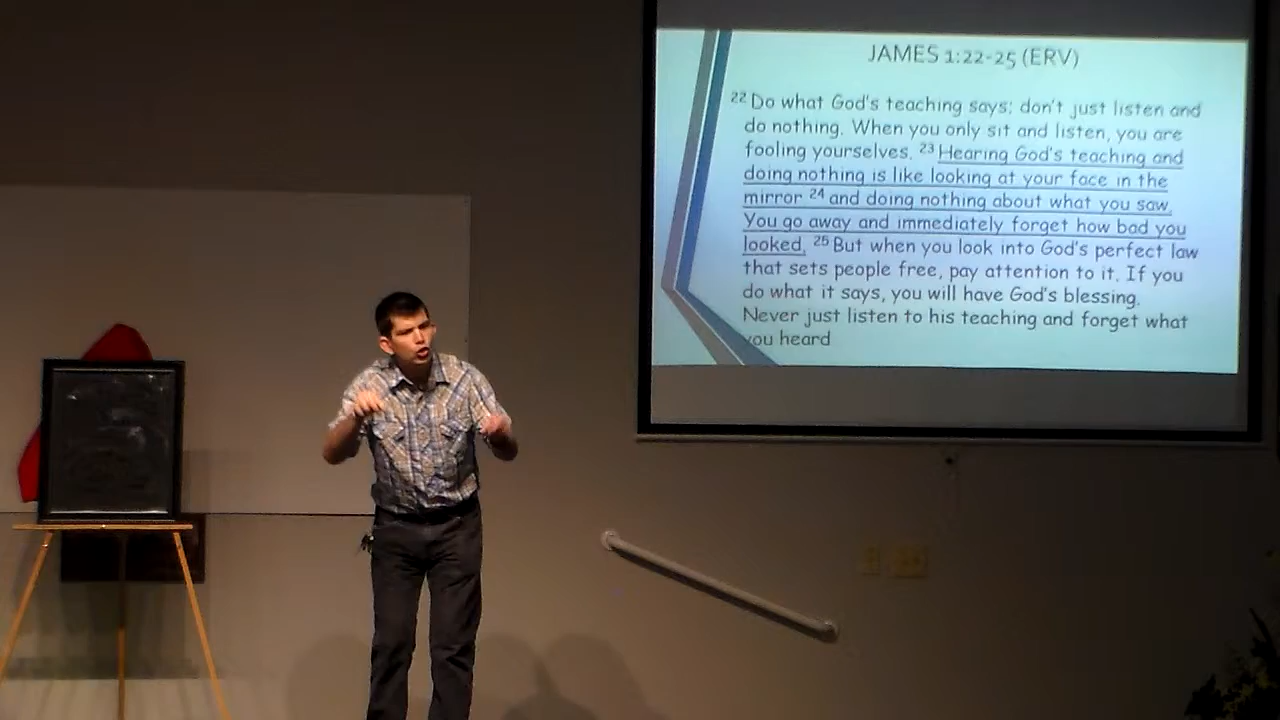 JAMES 1:22-25 (ERV)
22 Do what God's teaching says; don't just listen and
do nothing. When you only sit and listen, you are
fooling yourselves. 23 Hearing God's teaching and
doing nothing is like looking at your face in the
mirror 24 and doing nothing about what you saw.
You go away and immediately forget how bad you
looked. 25 But when you look into God's perfect law
that sets people free, pay attention to it. If you
do what it says, you will have God's blessing.
Never just listen to his teaching and forget what
you heard